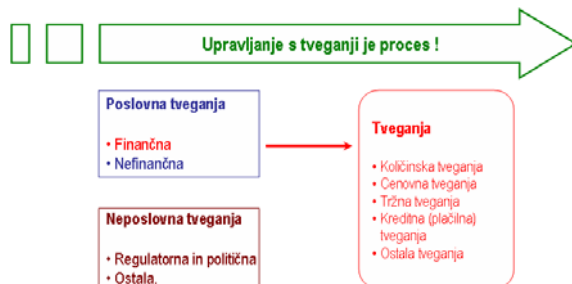 Upravljanje s tveganji je proces !
Poslovna tveganja
• Finančna
• Nefinančna
Neposlovna tveganja
• Regulatorna in politična
• Ostala.
Tveganja
• Količinska tveganja
• Cenovna tveganja
• Tržna tveganja
• Kreditna (plačilna)
tveganja
• Ostala tveganja